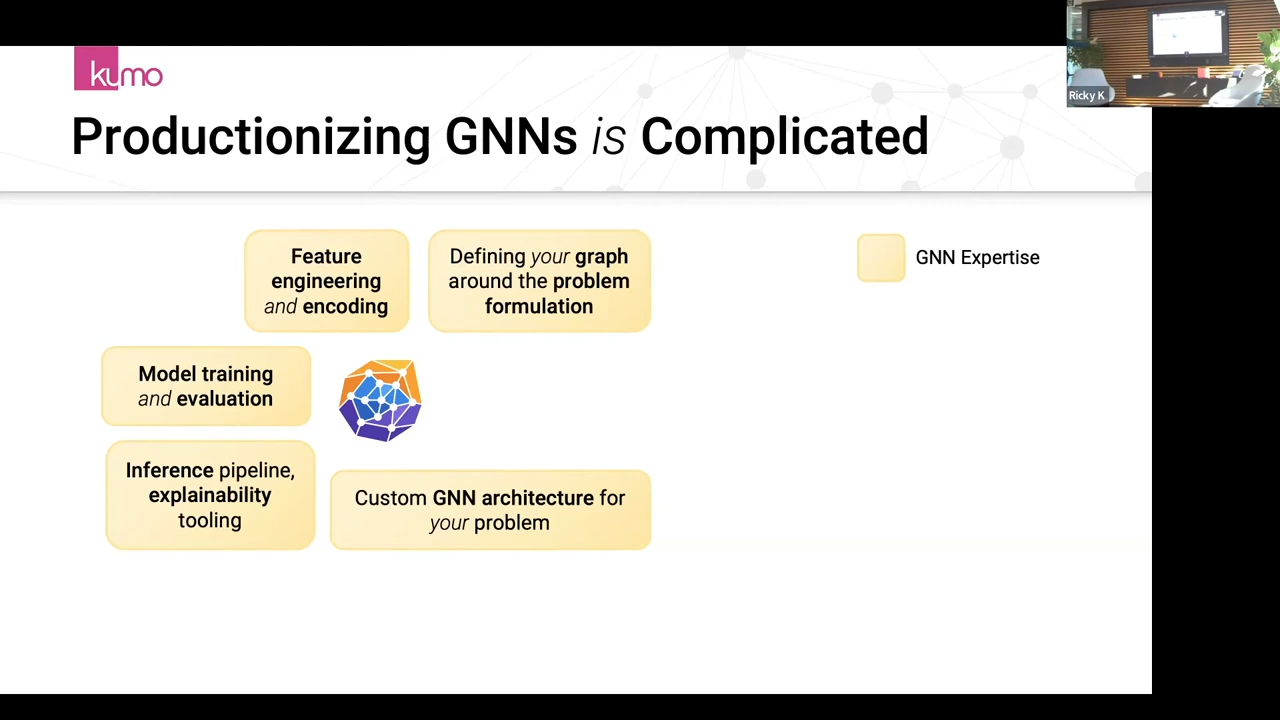 kumo
Ricky K
Productionizing GNNs is Complicated
Feature
engineering
and encoding
Defining your graph
around the problem
formulation
GNN Expertise
Model training
and evaluation
Inference pipeline,
explainability
tooling
Custom GNN architecture for
your problem